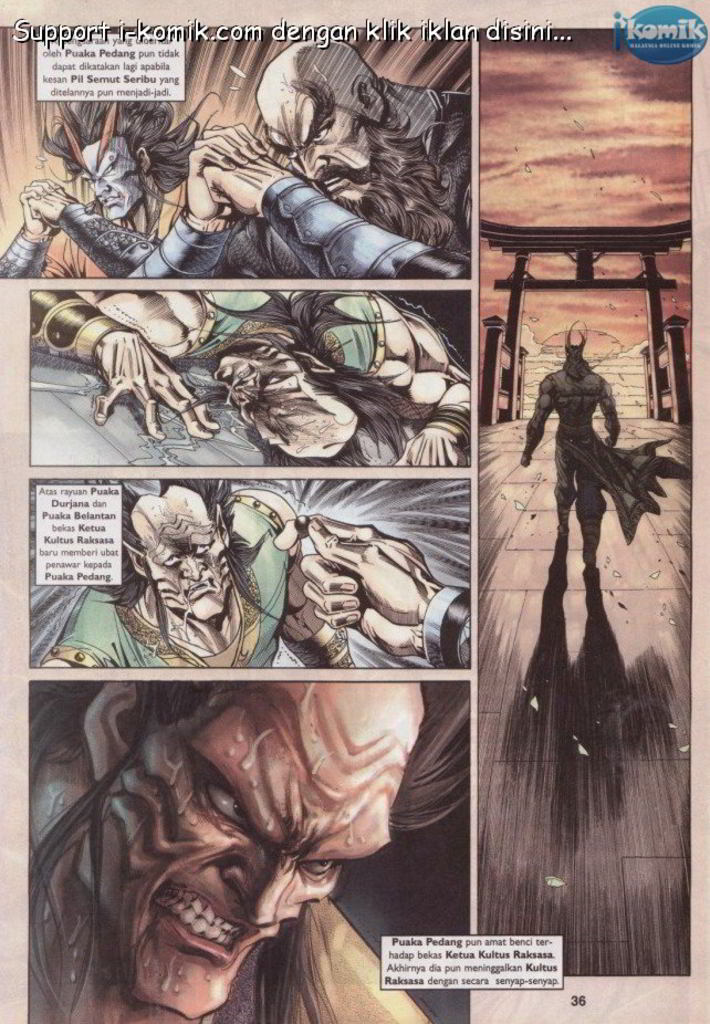 Support i-komik.com dengan klik iklan disini...
ikomik
MALAYSIA ONLINE KOMIK
oleh Puaka Pedang pun tidak
dapat dikatakan lagi apabila
kesan Pil Semut Seribu yang
ditelannya pun menjadi-jadi.
Atas rayuan Puaka
Durjana dan
Puaka Belantan
bekas Ketua
Kultus Raksasa
baru memberi ubat
penawar kepada
Puaka Pedang.
Puaka Pedang pun amat benci ter-
hadap bekas Ketua Kultus Raksasa.
Akhirnya dia pun meninggalkan Kultus
Raksasa dengan secara senyap-senyap.
36